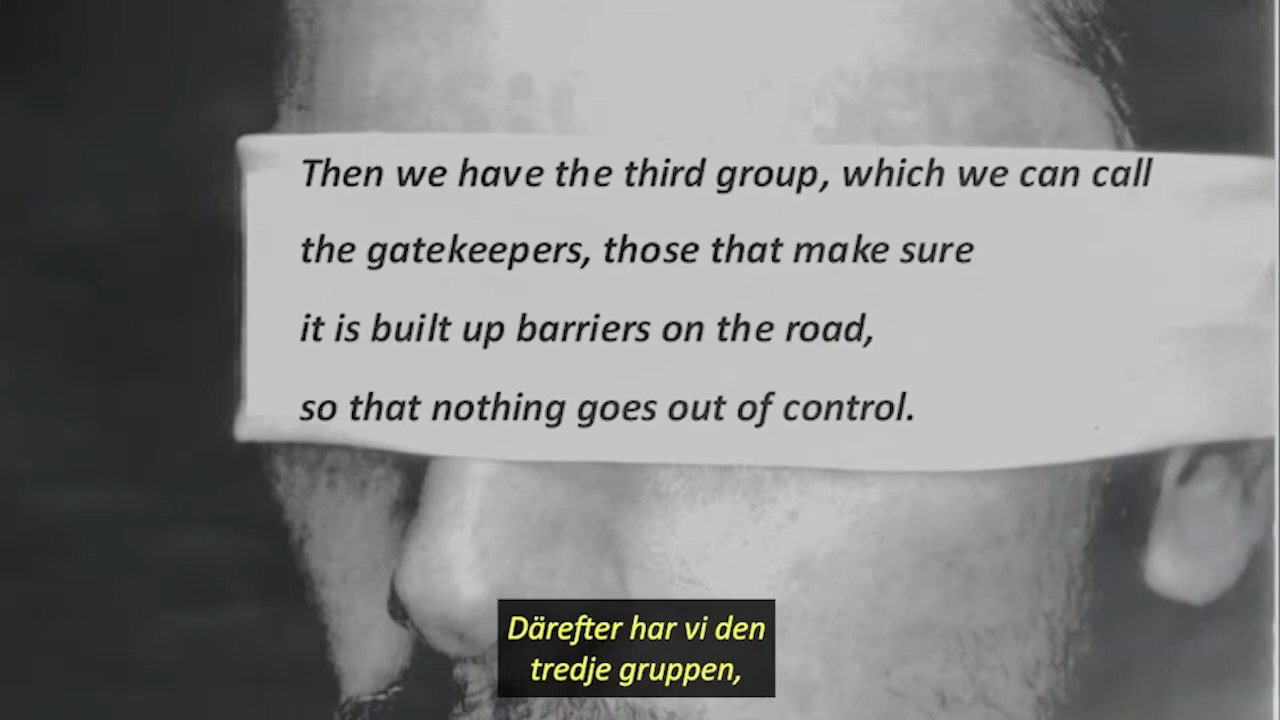 Then we have the third group, which we can call
the gatekeepers, those that make sure
it is built up barriers on the road,
so that nothing goes out of control.
Därefter har vi den
tredje gruppen,